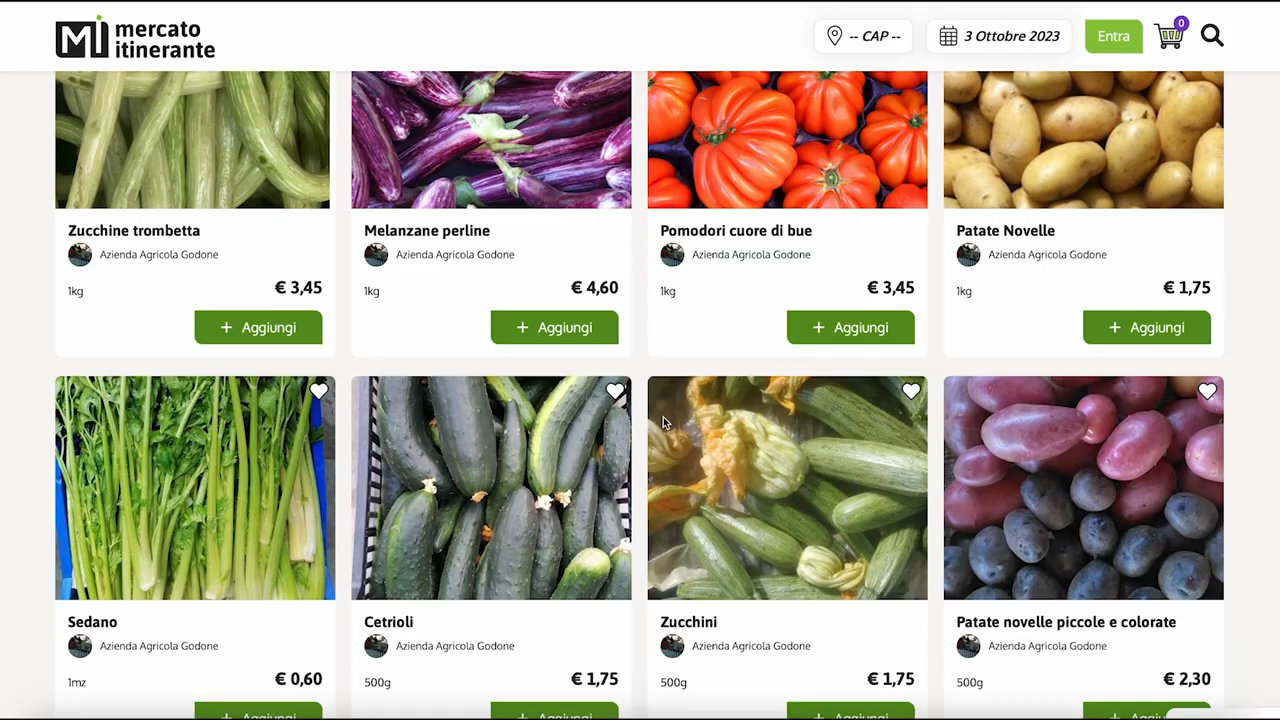 Mi mercato itinerante
-- CAP --
3 Ottobre 2023
Entra
0
Zucchine trombetta
Azienda Agricola Godone
1kg
€ 3,45
+ Aggiungi
Melanzane perline
Azienda Agricola Godone
1kg
€ 4,60
+ Aggiungi
Pomodori cuore di bue
Azienda Agricola Godone
1kg
€ 3,45
+ Aggiungi
Patate Novelle
Azienda Agricola Godone
1kg
€ 1,75
+ Aggiungi
Sedano
Azienda Agricola Godone
1mz
€ 0,60
+ Aggiungi
Cetrioli
Azienda Agricola Godone
500g
€ 1,75
+ Aggiungi
Zucchini
Azienda Agricola Godone
500g
€ 1,75
+ Aggiungi
Patate novelle piccole e colorate
Azienda Agricola Godone
500g
€ 2,30